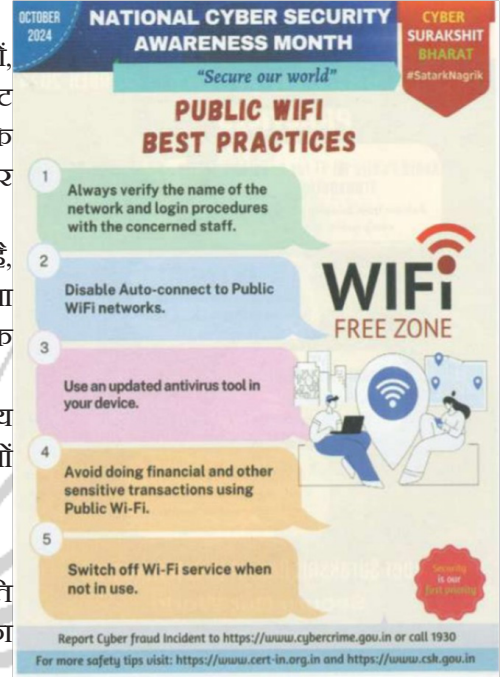 OCTOBER
2024
NATIONAL CYBER SECURITY
AWARENESS MONTH
CYBER
SURAKSHIT
BHARAT
#SatarkNagrik
"Secure our world"
PUBLIC WIFI
BEST PRACTICES
1
Always verify the name of the
network and login procedures
with the concerned staff.
2
Disable Auto-connect to Public
WiFi networks.
3
Use an updated antivirus tool in
your device.
4
Avoid doing financial and other
sensitive transactions using
Public Wi-Fi.
5
Switch off Wi-Fi service when
not in use.
WIFi
FREE ZONE
Security
is our
first priority
Report Cyber fraud Incident to https://www.cybercrime.gov.in or call 1930
For more safety tips visit: https://www.cert-in.org.in and https://www.csk.gov.in